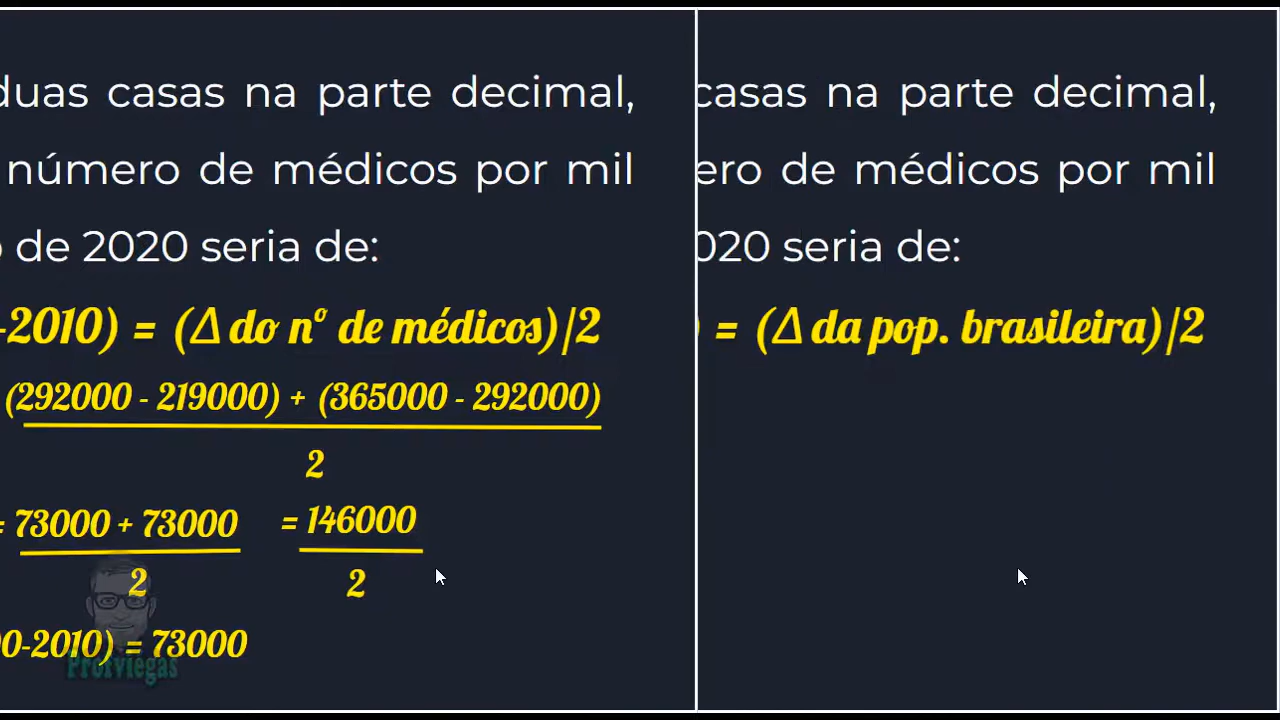 duas casas na parte decimal,
número de médicos por mil
de 2020 seria de:
-2010) = (Δ do nº de médicos)/2
(292000 - 219000) + (365000 - 292000)
2
= 73000 + 73000 = 146000
2 2
0-2010) = 73000
Profviegas
casas na parte decimal,
ero de médicos por mil
020 seria de:
) = (Δ da pop. brasileira)/2